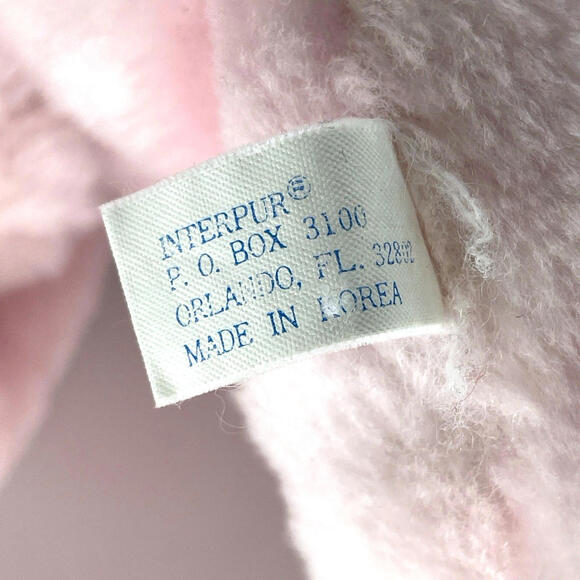 INTERPUR®
P. O. BOX 3100
ORLANDO, FL. 32802
MADE IN KOREA